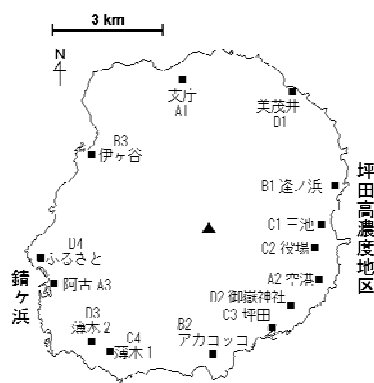 3 km
N
支庁
A1
美茂井
D1
B3
伊ヶ谷
B1 逢ノ浜
坪田高濃度地区
C1 三池
C2 役場
D4
ふるさと
A2 空港
阿古 A3
錆ヶ浜
D2 御嶽神社
C3 坪田
D3
薄木 2
C4
薄木 1
B2
アカコッコ